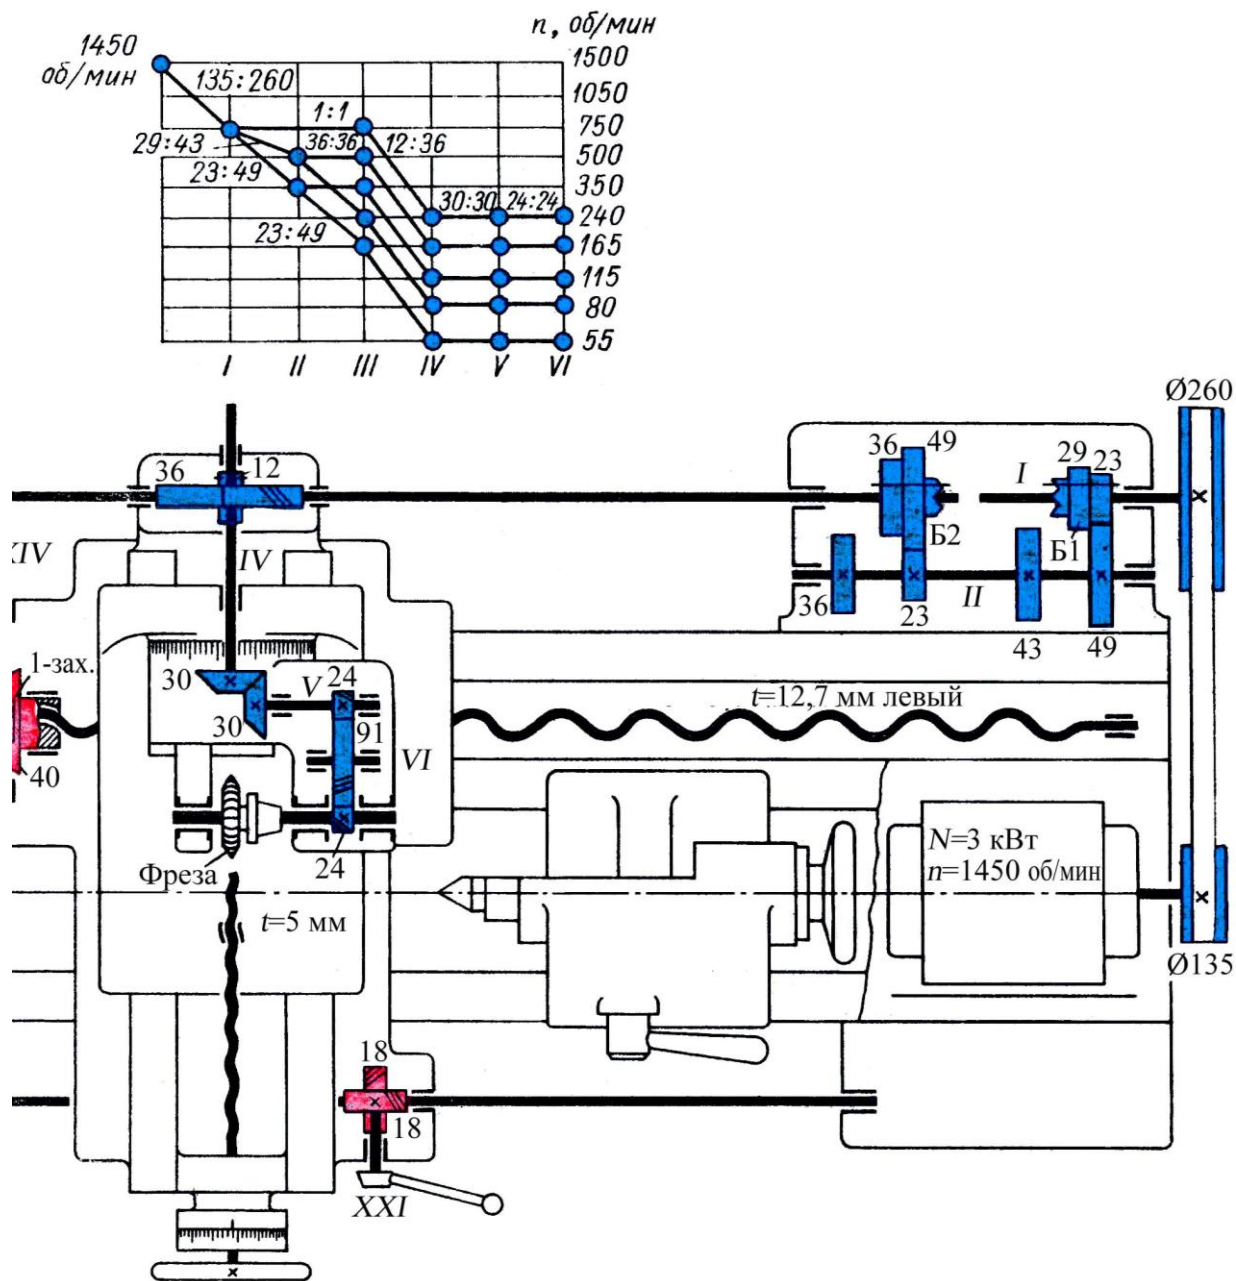 n, об/мин
1450
об/мин
1500
135:260
1050
1:1
750
29:43
36:36
12:36
500
23:49
350
30:30
24:24
240
23:49
165
115
80
55
I
II
III
IV
V
VI
Ø260
36
12
36
49
29
23
I
Б2
Б1
XIV
IV
36
23
II
43
49
1-зах.
30
V
24
t=12,7 мм левый
30
91
VI
40
Фреза
24
N=3 кВт
n=1450 об/мин
t=5 мм
Ø135
18
18
XXI